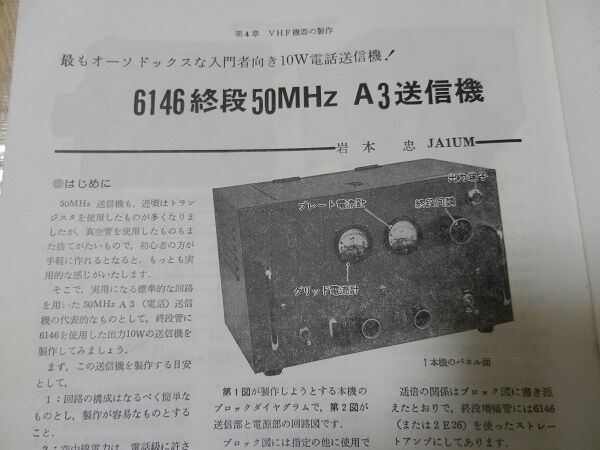 第4章 VHF機器の製作
最もオーソドックスな入門者向き10W電話送信機!
6146終段50MHz A3送信機
岩本 忠 JA1UM
●はじめに
50MHz 送信機も、近頃はトラン
ジスタを使用したものが多くなりま
したが、真空管を使用したものもま
た捨てがたいもので、初心者の方が
手軽に作れるとなると、もっとも実
用的な感じがいたします.
そこで、実用になる標準的な回路
を用いた50MHz A3(電話)送信
機の代表的なものとして、終段管に
6146を使用した出力10Wの送信機を
製作してみましょう.
まず、この送信機を製作する目安
として、
1:回路の構成はなるべく簡単な
ものとし、製作が容易なものとする
こと.
2:空中線電力は、電話級に許さ
出力端子
プレート電流計
終段同調
グリッド電流計
↑本機のパネル面
第1図が製作しようとする本機の
ブロックダイヤグラムで、第2図が
送信部と電源部の回路図です.
ブロック図には指定の他に使用で
逓倍の関係はブロック図に書き添
えたとおりで、終段増幅管には6146
(または2E26)を使ったストレー
トアンプにしてあります.